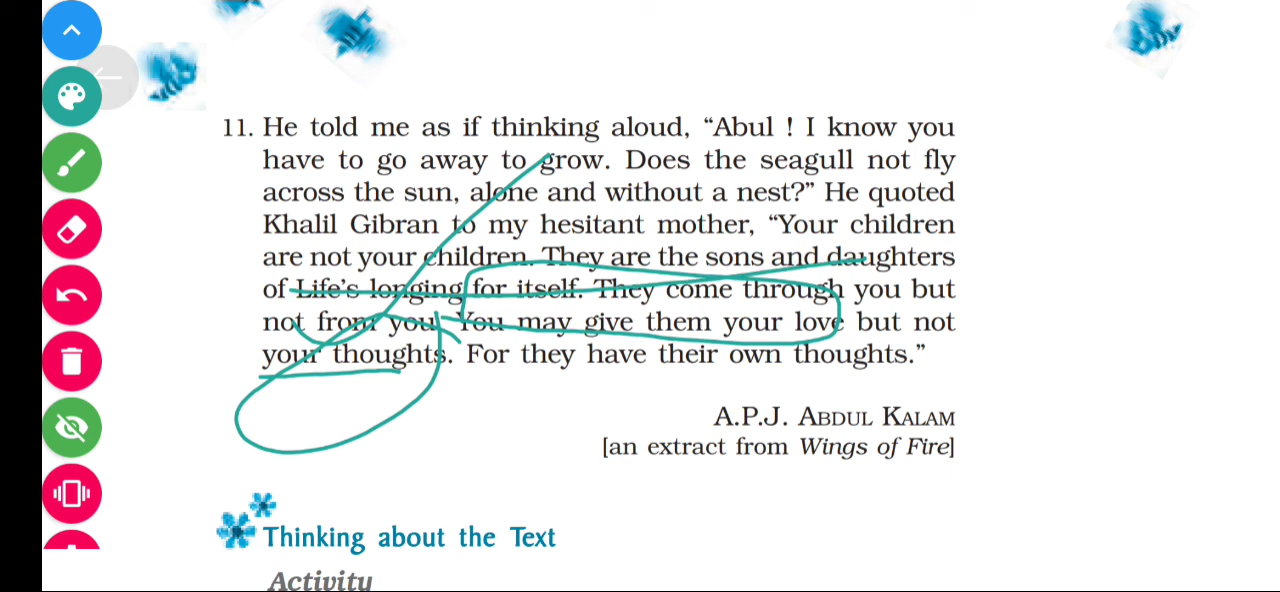 11. He told me as if thinking aloud, “Abul ! I know you
have to go away to grow. Does the seagull not fly
across the sun, alone and without a nest?” He quoted
Khalil Gibran to my hesitant mother, “Your children
are not your children. They are the sons and daughters
of Life’s longing for itself. They come through you but
not from you. You may give them your love but not
your thoughts. For they have their own thoughts.”
A.P.J. ABDUL KALAM
[an extract from Wings of Fire]
Thinking about the Text
Activity